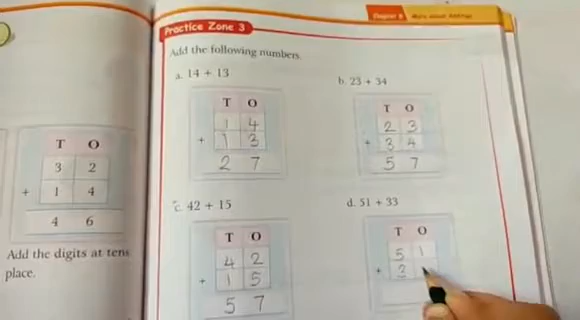 Practice Zone 3
Add the following numbers.
a. 14 + 13
T O
1 4
+ 1 3
2 7
b. 23 + 34
T O
2 3
+ 3 4
5 7
c. 42 + 15
T O
4 2
+ 1 5
5 7
d. 51 + 33
T O
5 1
+ 3
T O
3 2
+ 1 4
4 6
Add the digits at tens
place.